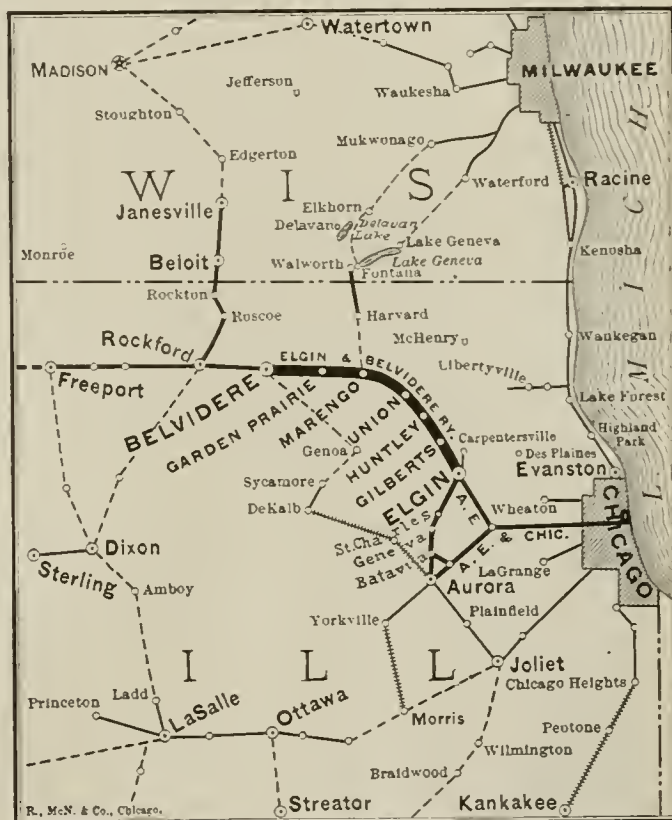 Watertown
MADISON
MILWAUKEE
Jefferson
Waukesha
Stoughton
Mukwonago
Edgerton
W I S
Waterford
Racine
Janesville
Elkhorn
Delavan
Delavan
Lake
Lake Geneva
Lake Geneva
Monroe
Beloit
Walworth
Fontana
Kenosha
M I C H
Rockton
Roscoe
Harvard
McHenry
Waukegan
Rockford
ELGIN & BELVIDERE RY.
Libertyville
Freeport
Lake Forest
BELVIDERE
GARDEN PRAIRIE
MARENGO
UNION
HUNTLEY
GILBERTS
ELGIN
Carpentersville
Highland
Park
Des Plaines
Evanston
Genoa
Sycamore
DeKalb
A. E.
Wheaton
CHICAGO
St. Charles
Geneva
Batavia
A. E. & CHIC.
LaGrange
Dixon
Sterling
Aurora
Amboy
Yorkville
Plainfield
I L L
Joliet
Princeton
Ladd
LaSalle
Ottawa
Morris
Chicago Heights
Peotone
Wilmington
Braidwood
Streator
Kankakee
R., McN. & Co., Chicago.